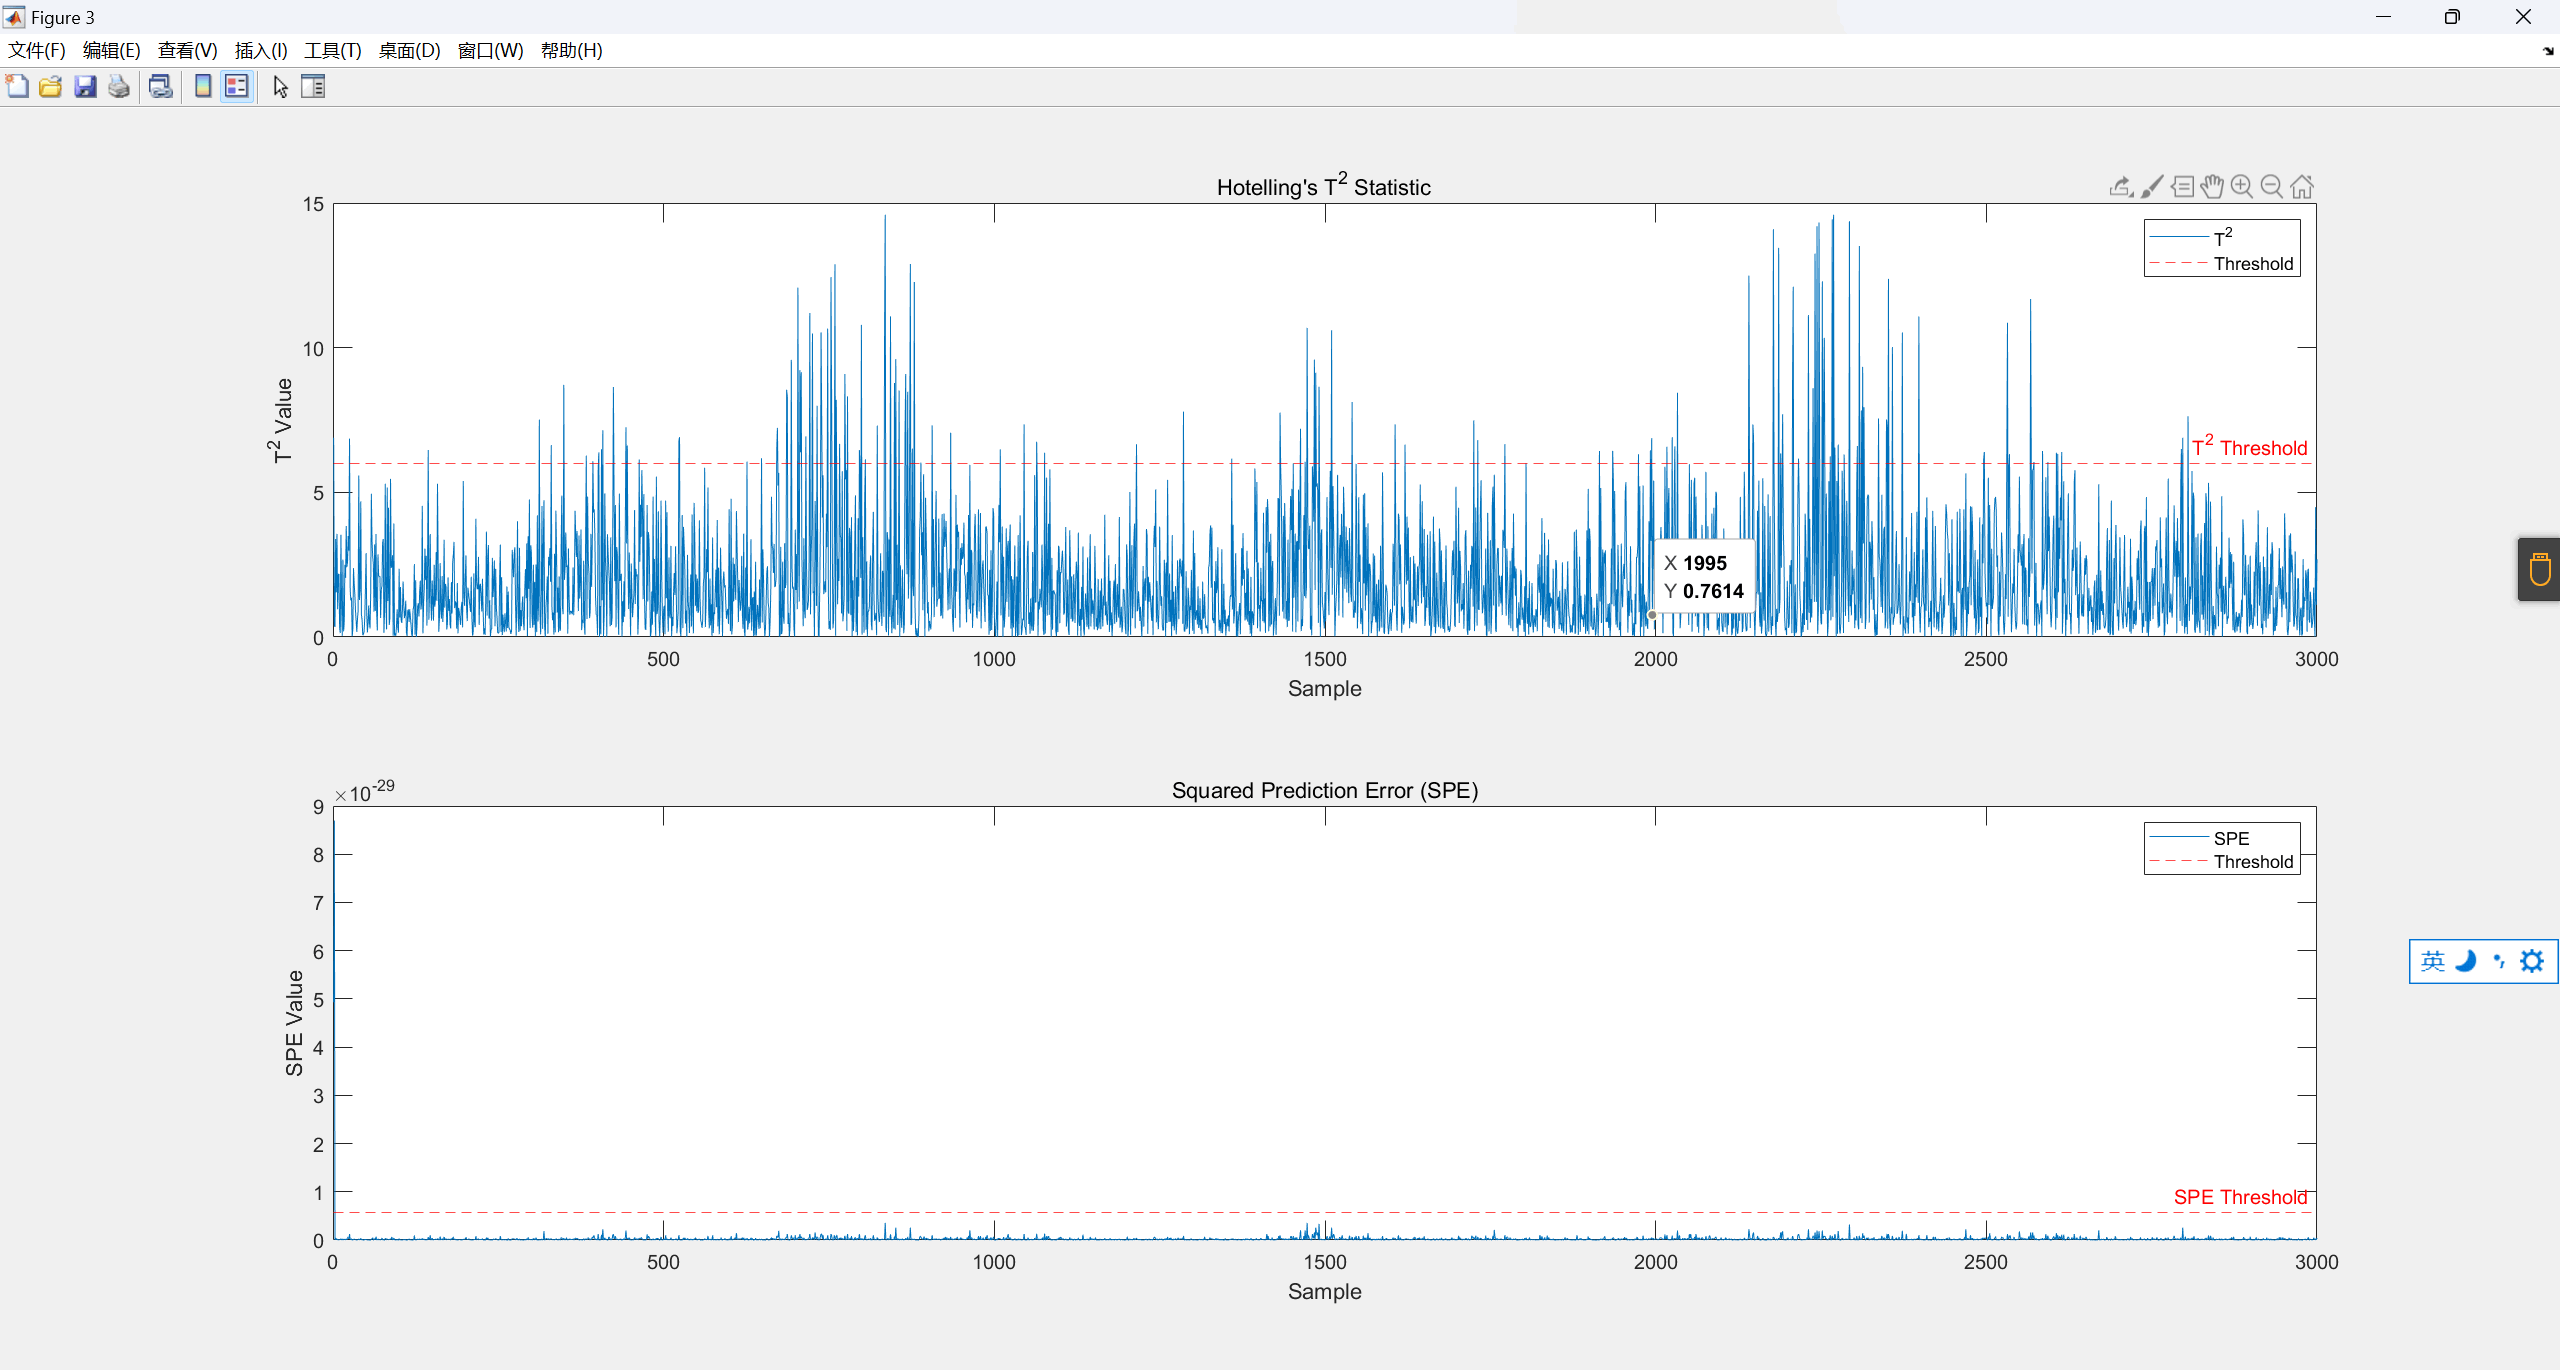 Figure 3
文件(F) 编辑(E) 查看(V) 插入(I) 工具(T) 桌面(D) 窗口(W) 帮助(H)
Hotelling's T2 Statistic
15
10
5
0
T2 Value
T2
Threshold
T2 Threshold
X 1995
Y 0.7614
0 500 1000 1500 2000 2500 3000
Sample
×10-29
Squared Prediction Error (SPE)
9
8
7
6
5
4
3
2
1
0
SPE Value
SPE
Threshold
SPE Threshold
0 500 1000 1500 2000 2500 3000
Sample
英